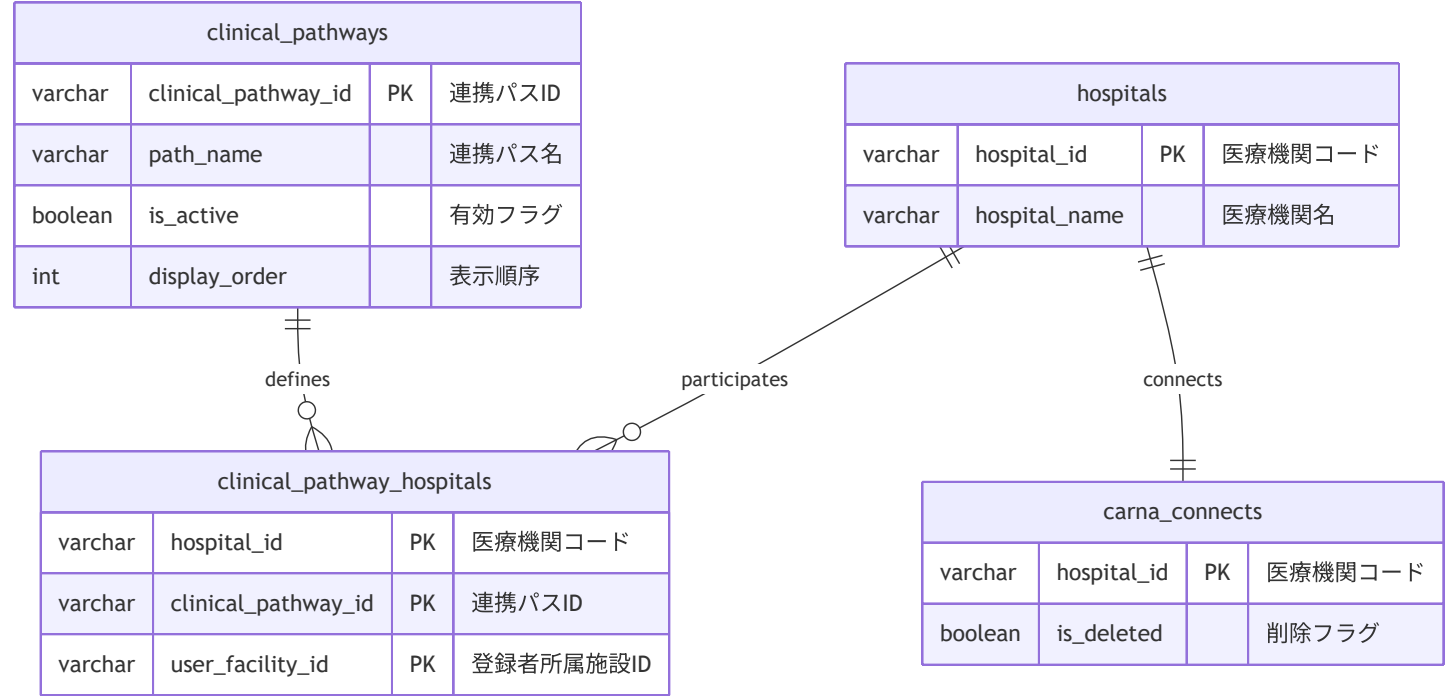 clinical_pathways
varchar clinical_pathway_id PK 連携パスID
varchar path_name 連携パス名
boolean is_active 有効フラグ
int display_order 表示順序
hospitals
varchar hospital_id PK 医療機関コード
varchar hospital_name 医療機関名
defines
participates
connects
clinical_pathway_hospitals
varchar hospital_id PK 医療機関コード
varchar clinical_pathway_id PK 連携パスID
varchar user_facility_id PK 登録者所属施設ID
carna_connects
varchar hospital_id PK 医療機関コード
boolean is_deleted 削除フラグ